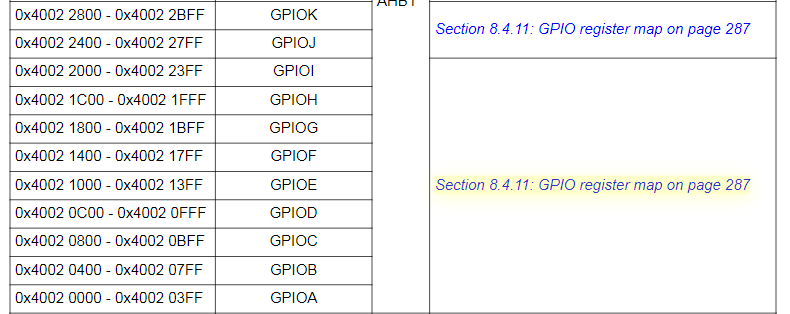 AHB1
0x4002 2800 - 0x4002 2BFF GPIOK
Section 8.4.11: GPIO register map on page 287
0x4002 2400 - 0x4002 27FF GPIOJ
0x4002 2000 - 0x4002 23FF GPIOI
0x4002 1C00 - 0x4002 1FFF GPIOH
0x4002 1800 - 0x4002 1BFF GPIOG
0x4002 1400 - 0x4002 17FF GPIOF
0x4002 1000 - 0x4002 13FF GPIOE
Section 8.4.11: GPIO register map on page 287
0x4002 0C00 - 0x4002 0FFF GPIOD
0x4002 0800 - 0x4002 0BFF GPIOC
0x4002 0400 - 0x4002 07FF GPIOB
0x4002 0000 - 0x4002 03FF GPIOA